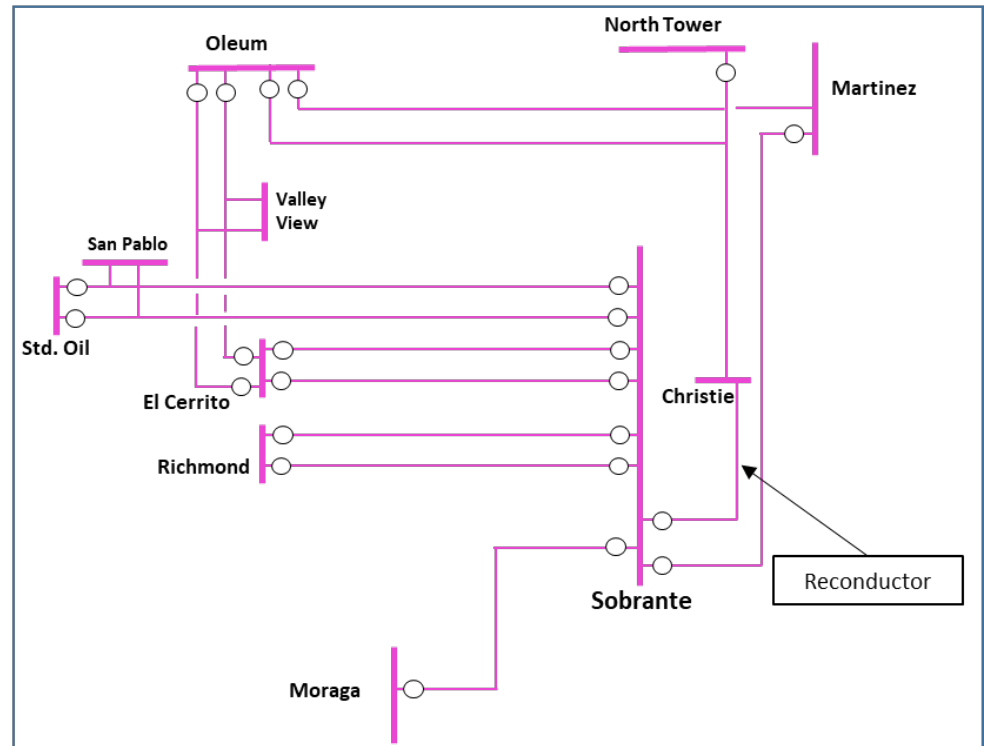 North Tower
Oleum
Martinez
Valley
View
San Pablo
Std. Oil
El Cerrito
Christie
Richmond
Reconductor
Sobrante
Moraga